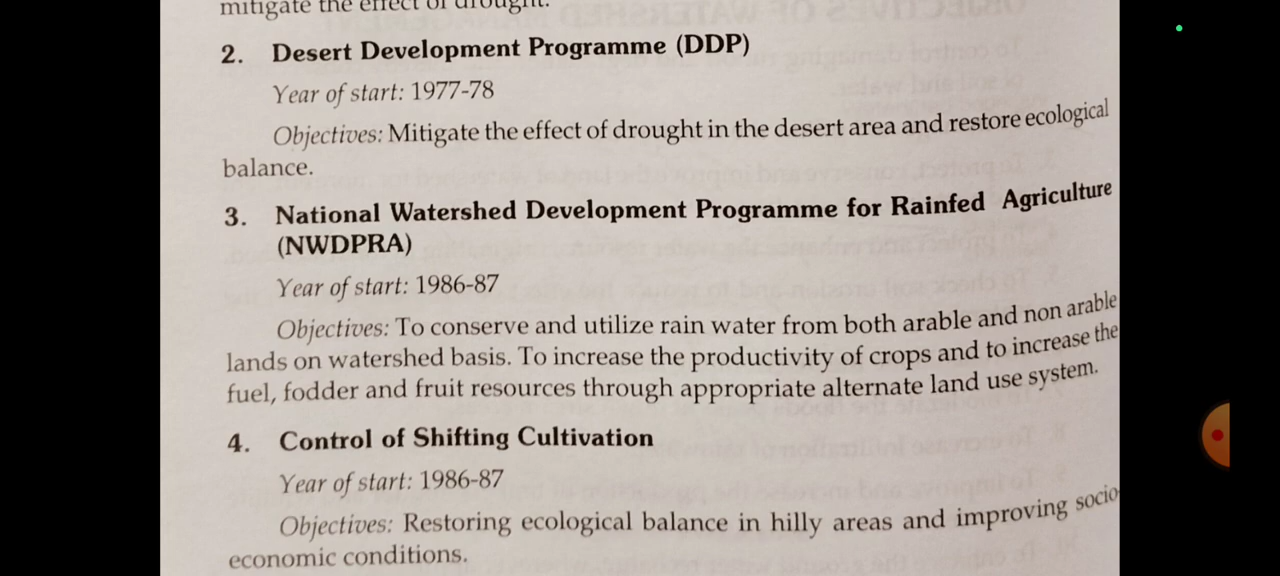 mitigate the effect of drought.
2. Desert Development Programme (DDP)
Year of start: 1977-78
Objectives: Mitigate the effect of drought in the desert area and restore ecological
balance.
3. National Watershed Development Programme for Rainfed Agriculture
(NWDPRA)
Year of start: 1986-87
Objectives: To conserve and utilize rain water from both arable and non arable
lands on watershed basis. To increase the productivity of crops and to increase the
fuel, fodder and fruit resources through appropriate alternate land use system.
4. Control of Shifting Cultivation
Year of start: 1986-87
Objectives: Restoring ecological balance in hilly areas and improving socio
economic conditions.